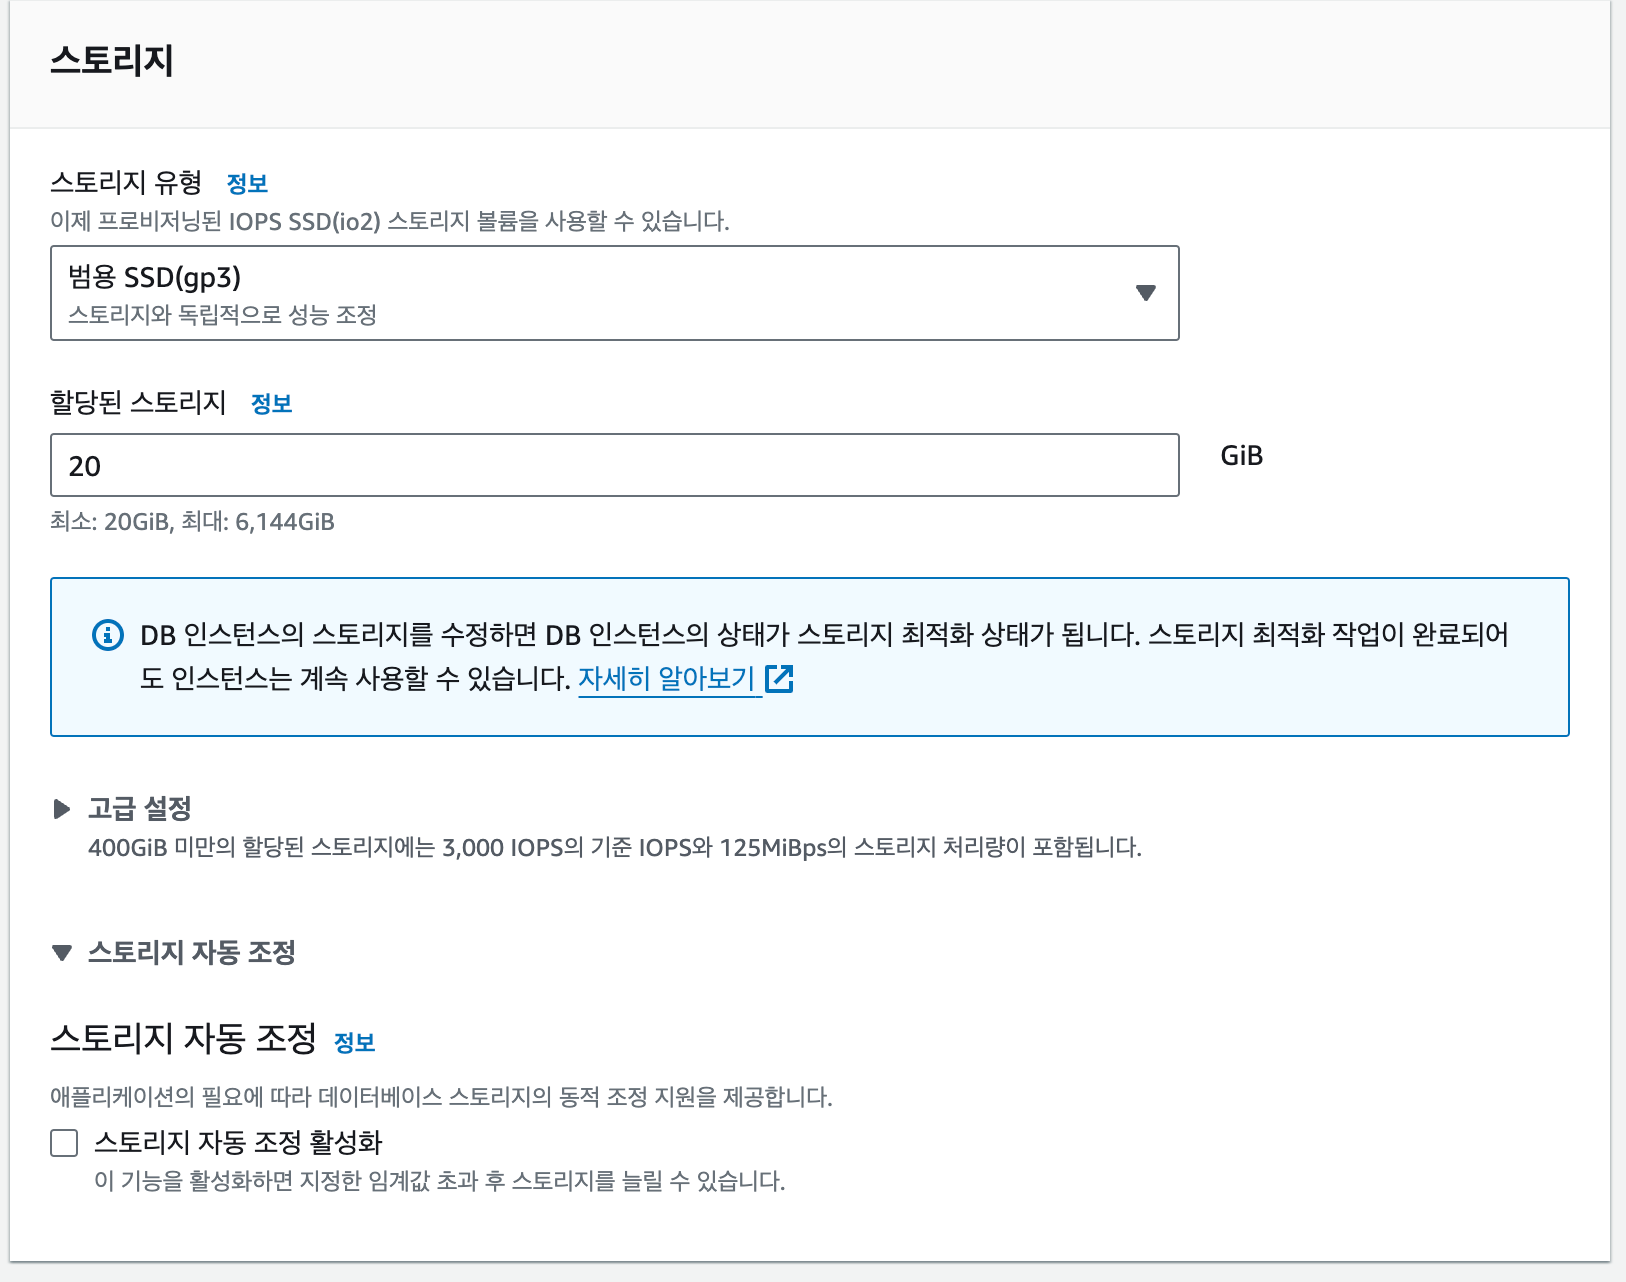 스토리지
스토리지 유형 정보
이제 프로비저닝된 IOPS SSD(io2) 스토리지 볼륨을 사용할 수 있습니다.
범용 SSD(gp3)
스토리지와 독립적으로 성능 조정
할당된 스토리지 정보
20
GiB
최소: 20GiB, 최대: 6,144GiB
DB 인스턴스의 스토리지를 수정하면 DB 인스턴스의 상태가 스토리지 최적화 상태가 됩니다. 스토리지 최적화 작업이 완료되어
도 인스턴스는 계속 사용할 수 있습니다. 자세히 알아보기
고급 설정
400GiB 미만의 할당된 스토리지에는 3,000 IOPS의 기준 IOPS와 125MiBps의 스토리지 처리량이 포함됩니다.
스토리지 자동 조정
스토리지 자동 조정 정보
애플리케이션의 필요에 따라 데이터베이스 스토리지의 동적 조정 지원을 제공합니다.
스토리지 자동 조정 활성화
이 기능을 활성화하면 지정한 임계값 초과 후 스토리지를 늘릴 수 있습니다.